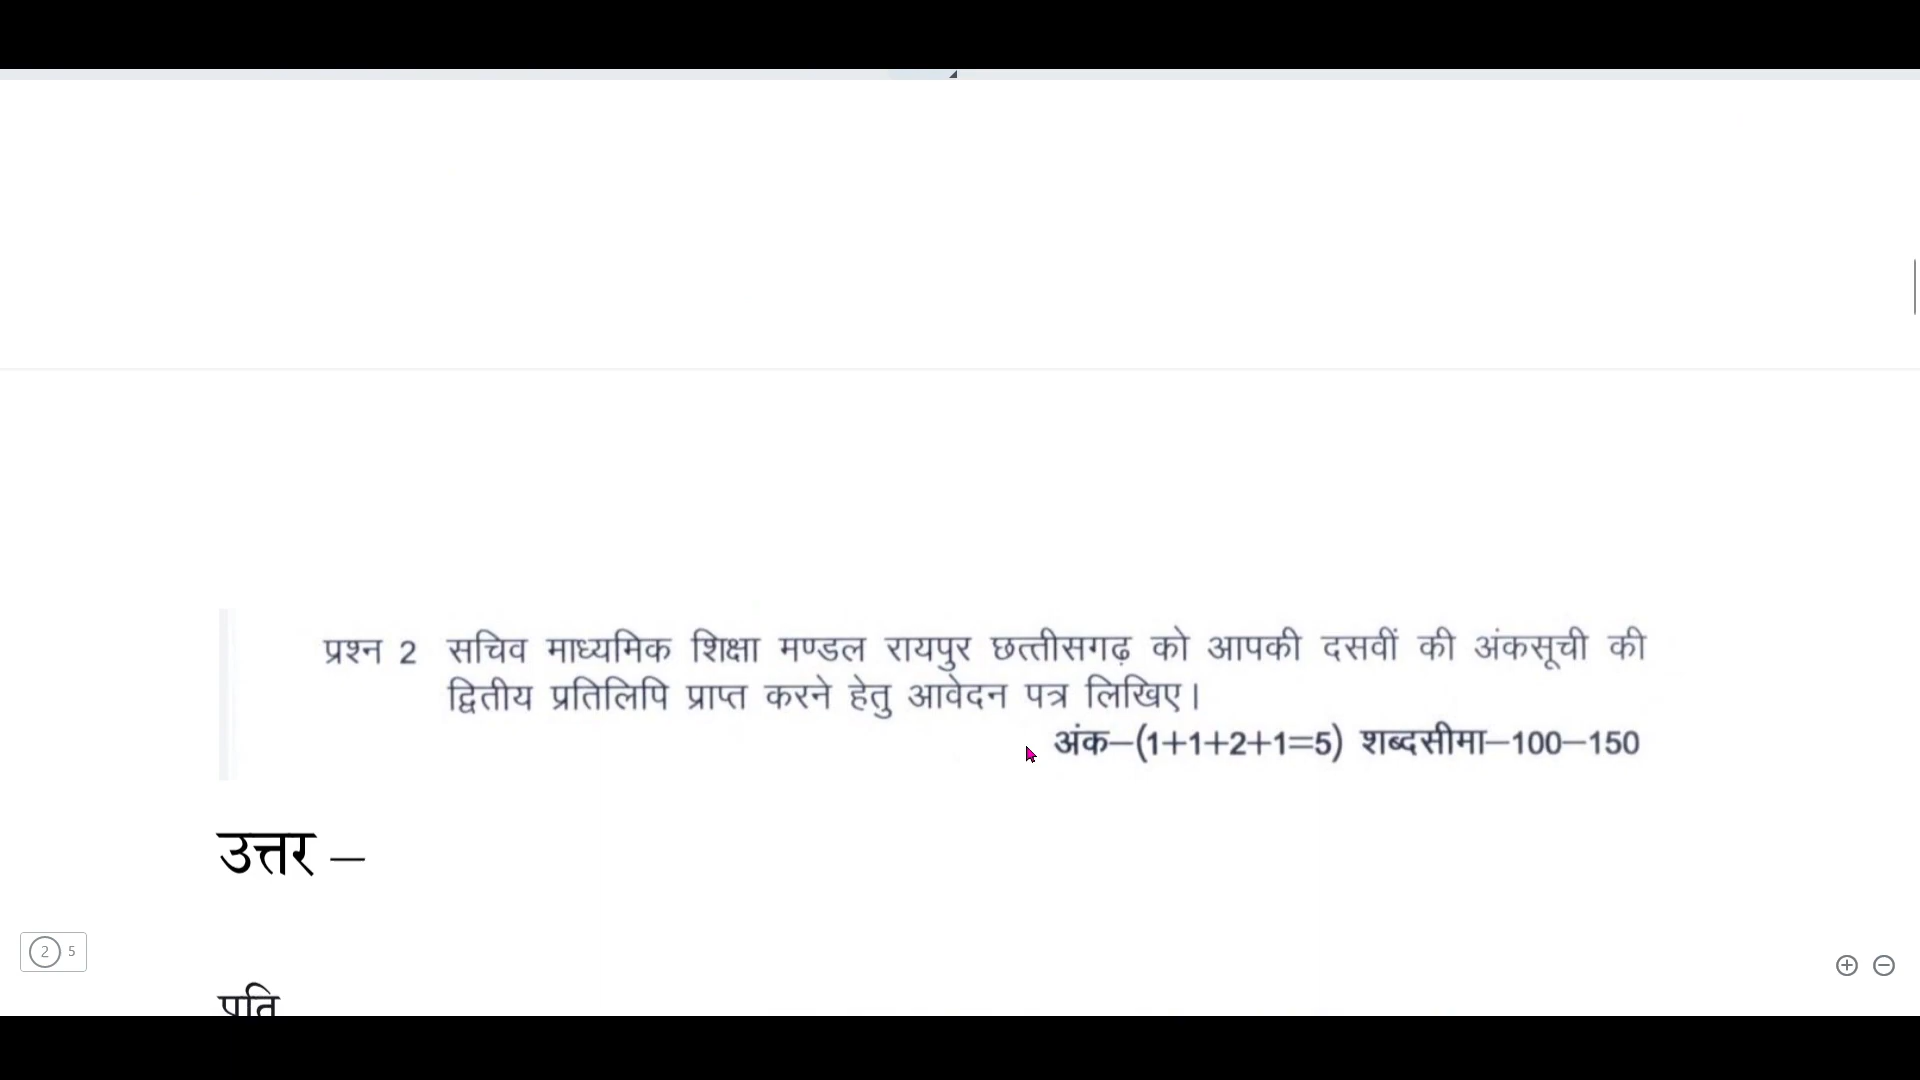 प्रश्न 2 सचिव माध्यमिक शिक्षा मण्डल रायपुर छत्तीसगढ़ को आपकी दसवीं की अंकसूची की
द्वितीय प्रतिलिपि प्राप्त करने हेतु आवेदन पत्र लिखिए।
अंक–(1+1+2+1=5) शब्दसीमा–100–150
उत्तर –
2 5
प्रति